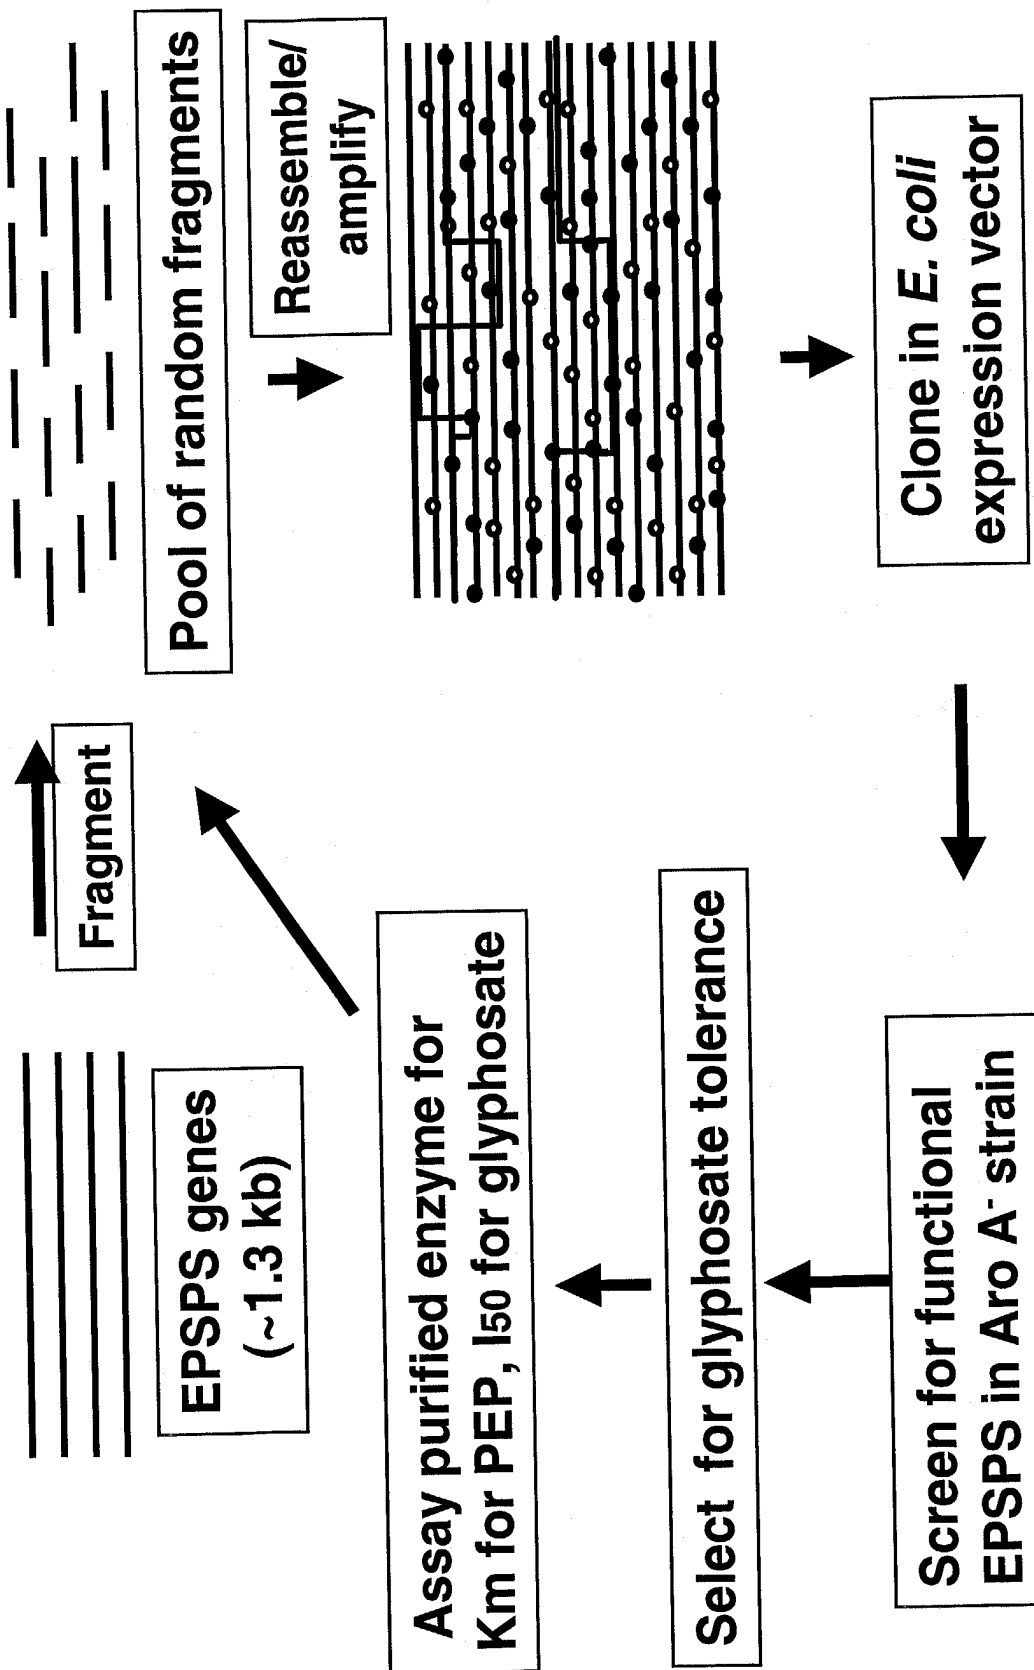 EPSPS genes
(~1.3 kb)
Fragment
Pool of random fragments
Reassemble/
amplify
Clone in E. coli
expression vector
Screen for functional
EPSPS in Aro A- strain
Select for glyphosate tolerance
Assay purified enzyme for
Km for PEP, I50 for glyphosate